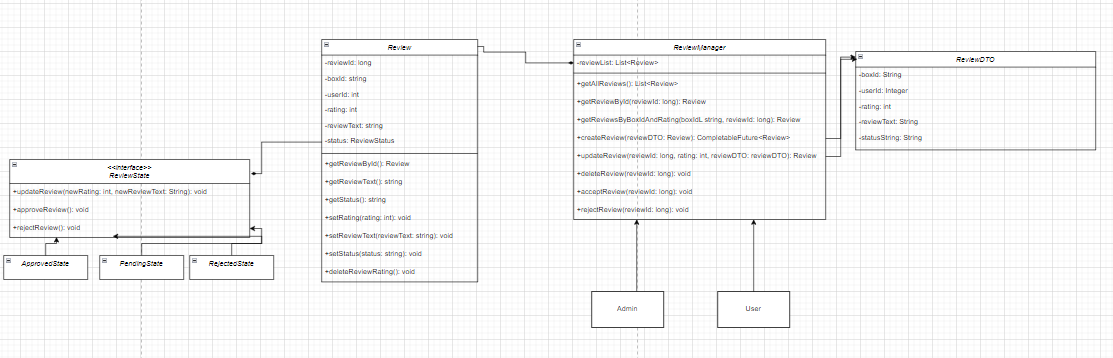 Review
-reviewId: long
-boxId: string
-userId: int
-rating: int
-reviewText: string
-status: ReviewStatus
+getReviewById(): Review
+getReviewText(): string
+getStatus(): string
+setRating(rating: int): void
+setReviewText(reviewText: string): void
+setStatus(status: string): void
+deleteReviewRating(): void
ReviewManager
-reviewList: List<Review>
+getAllReviews(): List<Review>
+getReviewById(reviewId: long): Review
+getReviewsByBoxIdAndRating(boxIdL string, reviewId: long): Review
+createReview(reviewDTO: Review): CompletableFuture<Review>
+updateReview(reviewId: long, rating: int, reviewDTO: reviewDTO): Review
+deleteReview(reviewId: long): void
+acceptReview(reviewId: long): void
+rejectReview(reviewId: long): void
ReviewDTO
-boxId: String
-userId: Integer
-rating: int
-reviewText: String
-statusString: String
<<interface>>
ReviewState
+updateReview(newRating: int, newReviewText: String): void
+approveReview(): void
+rejectReview(): void
ApprovedState
PendingState
RejectedState
Admin
User